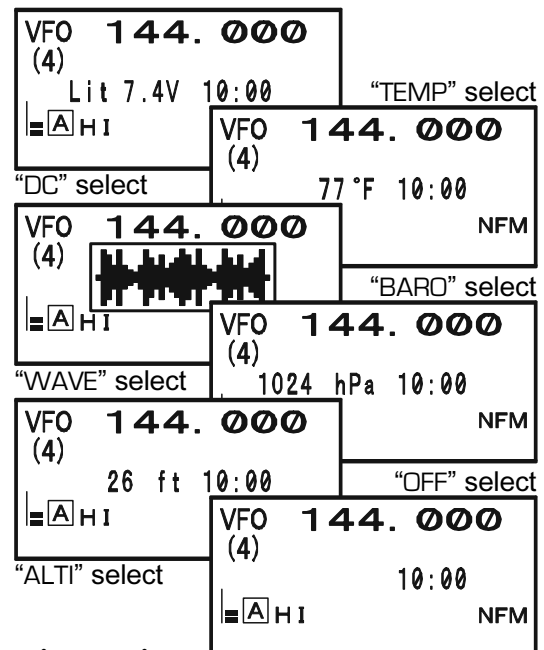 VFO 144.000
(4)
Lit 7.4V 10:00
A HI
"DC" select
"TEMP" select
VFO 144.000
(4)
77°F 10:00
NFM
VFO 144.000
(4)
A HI
"WAVE" select
"BARO" select
VFO 144.000
(4)
1024 hPa 10:00
NFM
VFO 144.000
(4)
26 ft 10:00
A HI
"ALTI" select
"OFF" select
VFO 144.000
(4)
10:00
A HI NFM